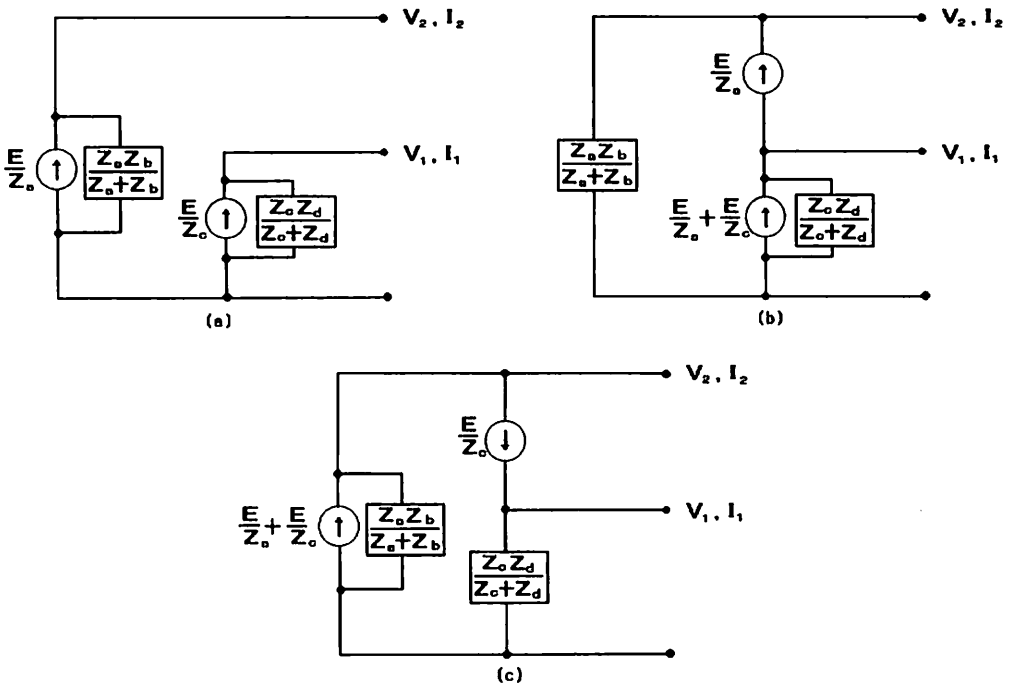 V₂, I₂
E/Zₐ
ZₐZ_b/Zₐ+Z_b
V₁, I₁
E/Z_c
Z_cZ_d/Z_c+Z_d
(a)
V₂, I₂
E/Zₐ
V₁, I₁
ZₐZ_b/Zₐ+Z_b
E/Zₐ + E/Z_c
Z_cZ_d/Z_c+Z_d
(b)
V₂, I₂
E/Z_c
V₁, I₁
E/Zₐ + E/Z_c
ZₐZ_b/Zₐ+Z_b
Z_cZ_d/Z_c+Z_d
(c)